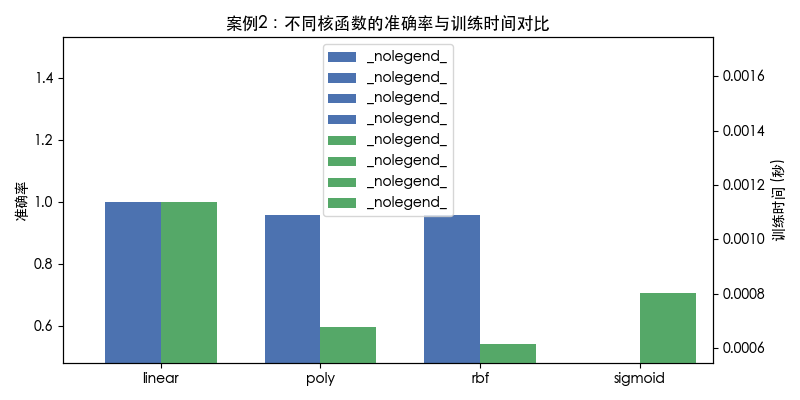 案例2：不同核函数的准确率与训练时间对比
_nolegend_
_nolegend_
_nolegend_
_nolegend_
_nolegend_
_nolegend_
_nolegend_
_nolegend_
准确率
1.4
1.2
1.0
0.8
0.6
0.0016
0.0014
0.0012
0.0010
0.0008
0.0006
训练时间 (秒)
linear poly rbf sigmoid